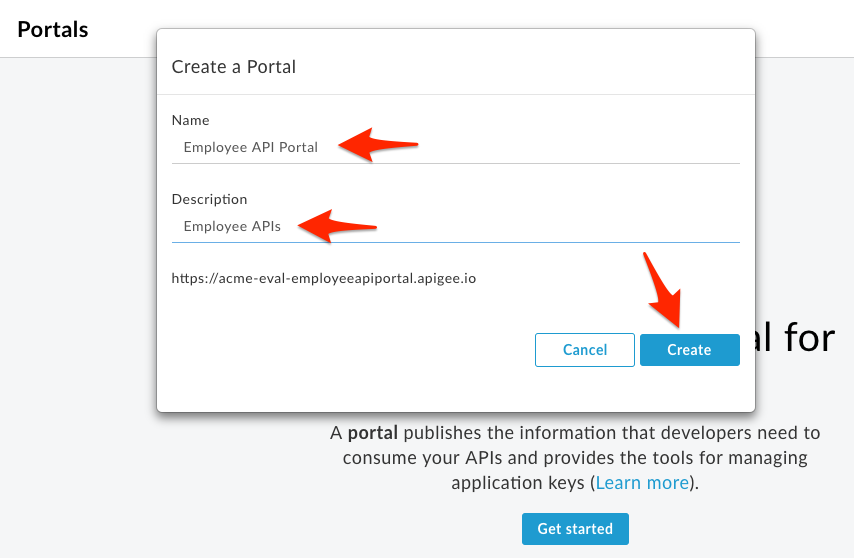 Portals
Create a Portal
Name
Employee API Portal
Description
Employee APIs
https://acme-eval-employeeapiportal.apigee.io
Cancel
Create
for
A portal publishes the information that developers need to
consume your APIs and provides the tools for managing
application keys (Learn more).
Get started